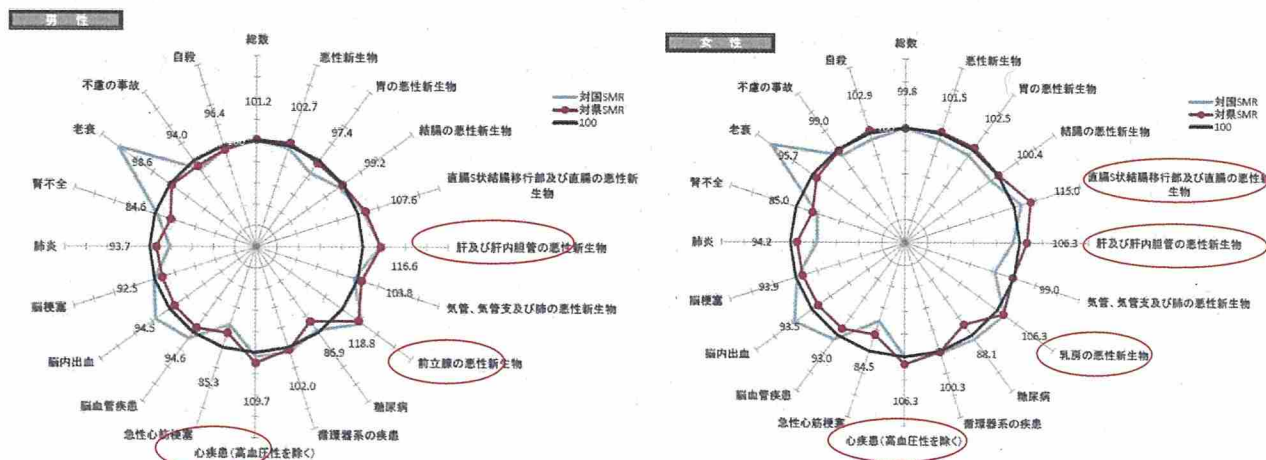 男 性
総数
悪性新生物
胃の悪性新生物
結腸の悪性新生物
直腸S状結腸移行部及び直腸の悪性新
生物
肝及び肝内胆管の悪性新生物
気管、気管支及び肺の悪性新生物
前立腺の悪性新生物
糖尿病
循環器系の疾患
心疾患(高血圧性を除く)
急性心筋梗塞
脳血管疾患
脳内出血
脳梗塞
肺炎
腎不全
老衰
不慮の事故
自殺
101.2
102.7
97.4
99.2
107.6
116.6
103.8
118.8
86.9
102.0
109.7
85.3
94.6
94.5
92.5
93.7
84.6
98.6
94.0
96.4
対国SMR
対県SMR
100
女 性
総数
悪性新生物
胃の悪性新生物
結腸の悪性新生物
直腸S状結腸移行部及び直腸の悪性新生
物
肝及び肝内胆管の悪性新生物
気管、気管支及び肺の悪性新生物
乳房の悪性新生物
糖尿病
循環器系の疾患
心疾患(高血圧性を除く)
急性心筋梗塞
脳血管疾患
脳内出血
脳梗塞
肺炎
腎不全
老衰
不慮の事故
自殺
99.8
101.5
102.5
100.4
115.0
106.3
99.0
106.3
88.1
100.3
106.3
84.5
93.0
93.5
93.9
94.2
85.0
95.7
99.0
102.9
対国SMR
対県SMR
100